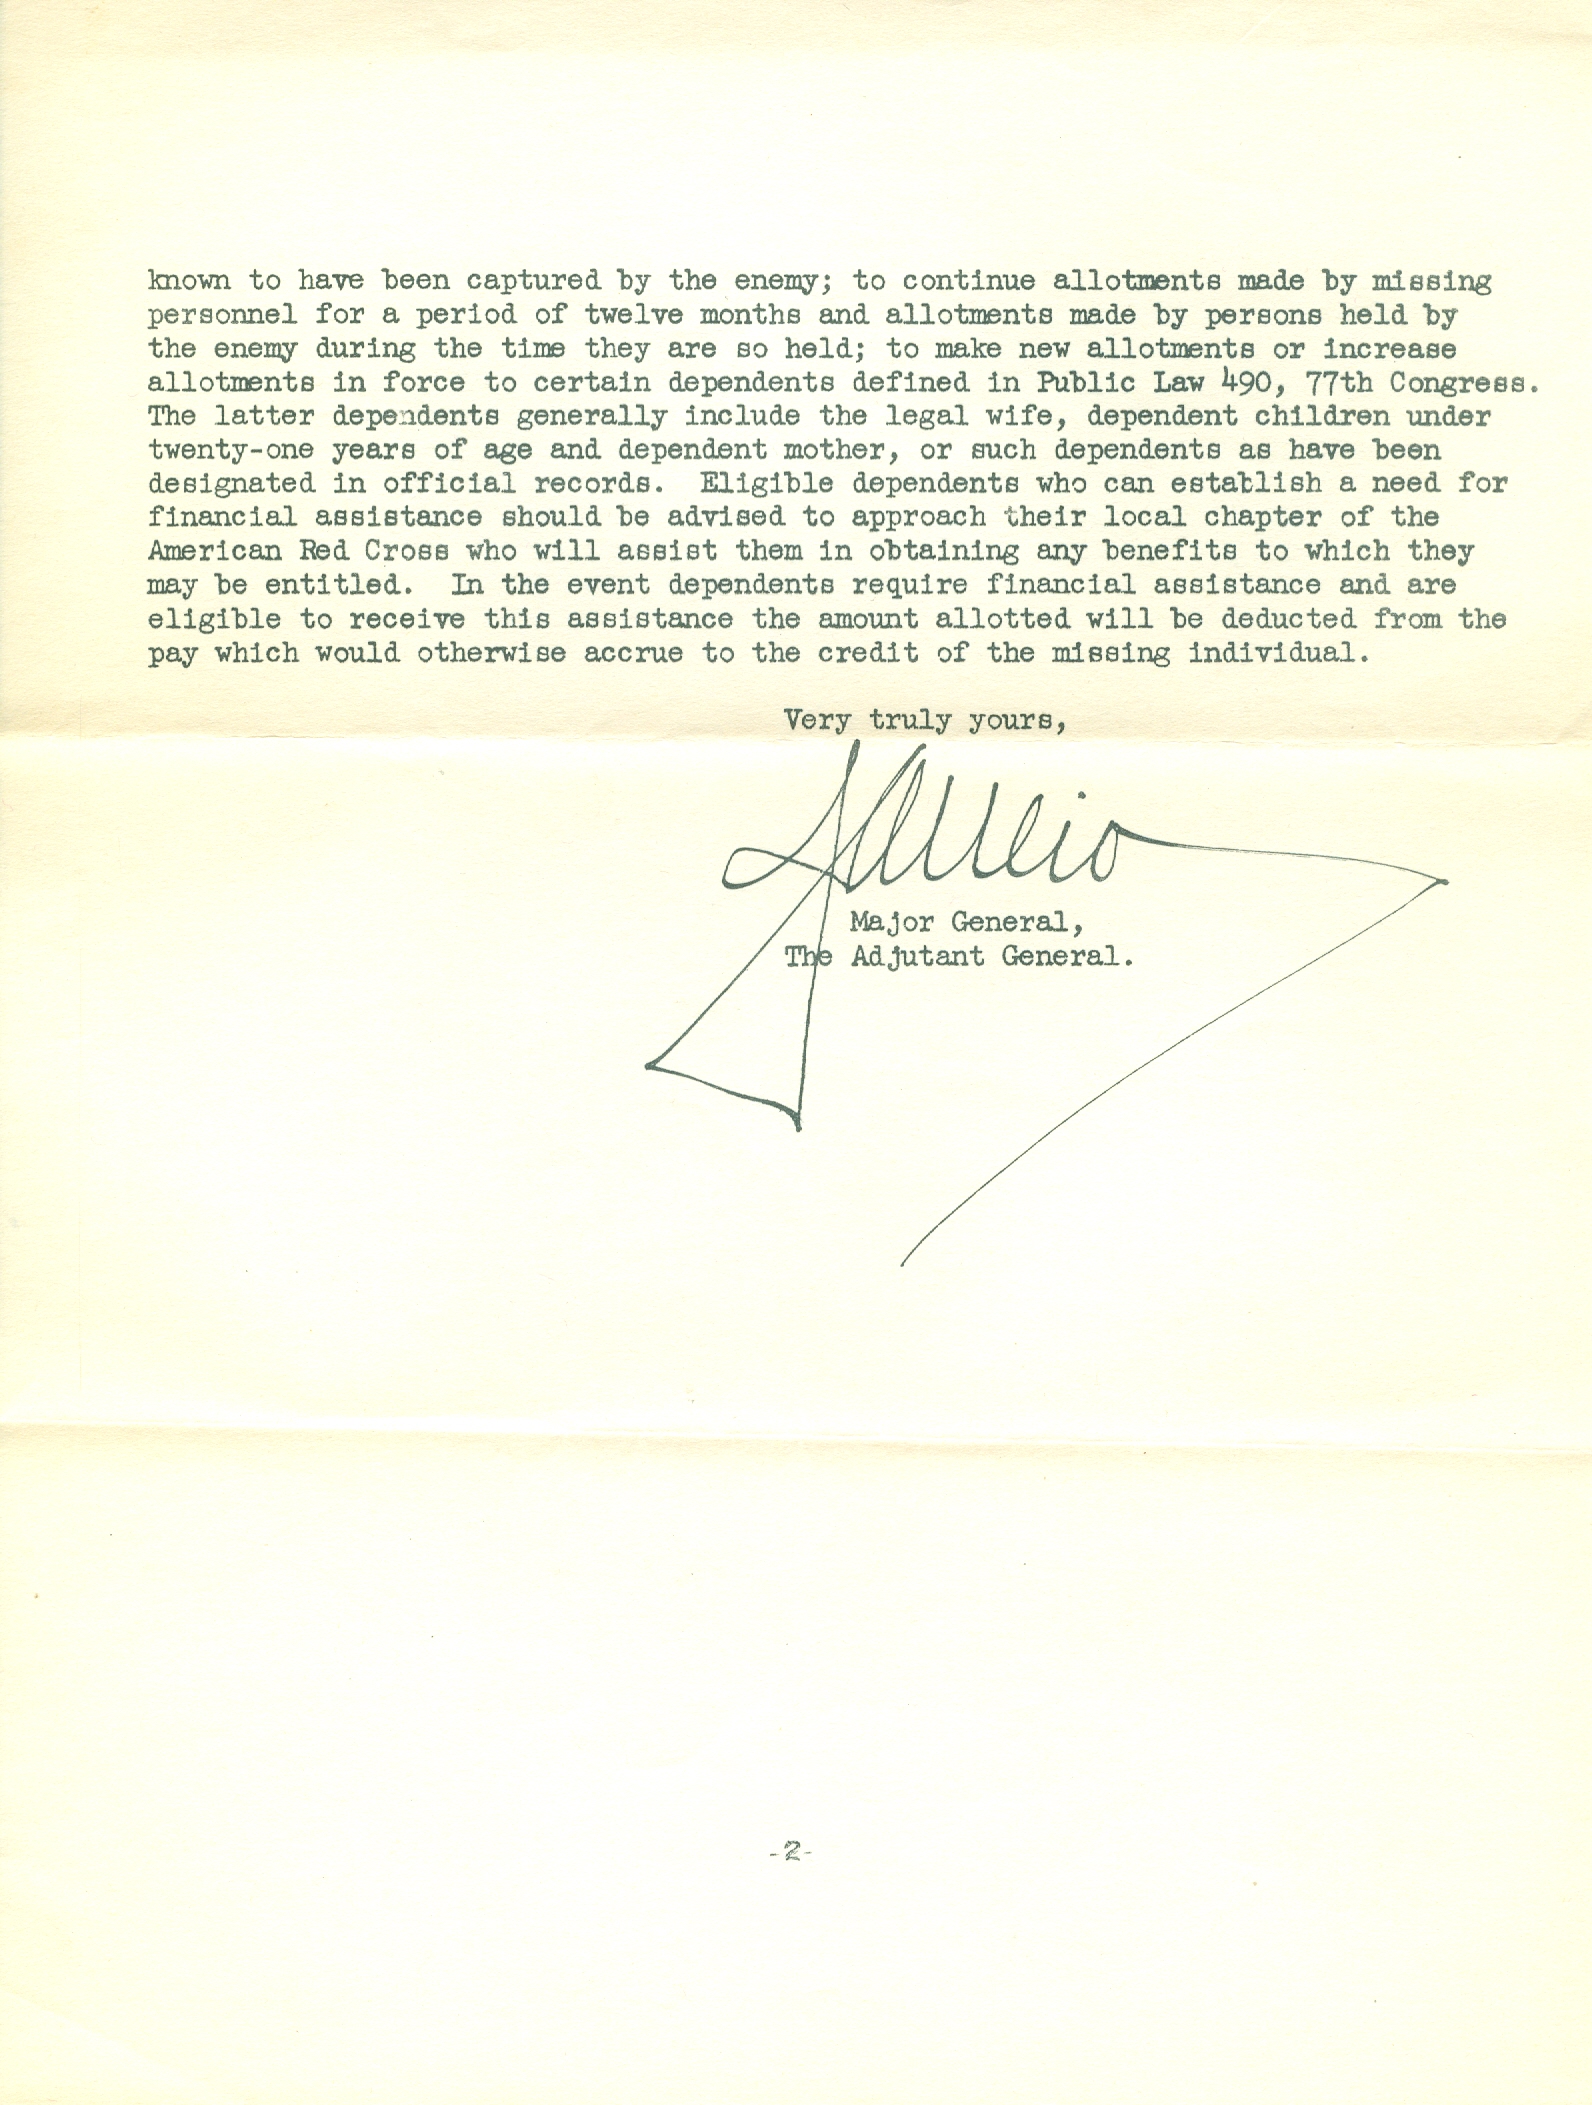 known to have been captured by the enemy; to continue allotments made by missing
personnel for a period of twelve months and allotments made by persons held by
the enemy during the time they are so held; to make new allotments or increase
allotments in force to certain dependents defined in Public Law 490, 77th Congress.
The latter dependents generally include the legal wife, dependent children under
twenty-one years of age and dependent mother, or such dependents as have been
designated in official records.  Eligible dependents who can establish a need for
financial assistance should be advised to approach their local chapter of the
American Red Cross who will assist them in obtaining any benefits to which they
may be entitled.  In the event dependents require financial assistance and are
eligible to receive this assistance the amount allotted will be deducted from the
pay which would otherwise accrue to the credit of the missing individual.
Very truly yours,
Major General,
The Adjutant General.
-2-